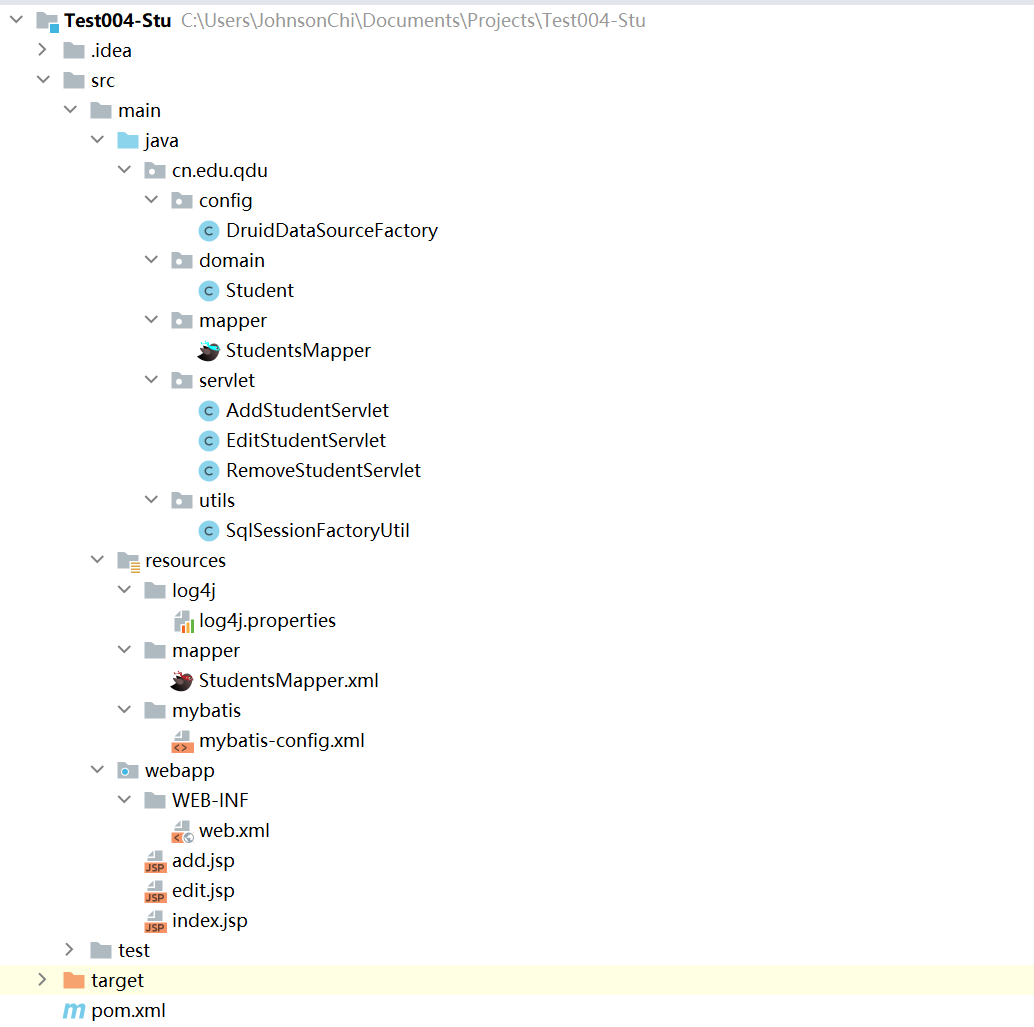 Test004-Stu C:\Users\JohnsonChi\Documents\Projects\Test004-Stu
.idea
src
main
java
cn.edu.qdu
config
C DruidDataSourceFactory
domain
C Student
mapper
StudentsMapper
servlet
C AddStudentServlet
C EditStudentServlet
C RemoveStudentServlet
utils
C SqlSessionFactoryUtil
resources
log4j
log4j.properties
mapper
StudentsMapper.xml
mybatis
<> mybatis-config.xml
webapp
WEB-INF
web.xml
JSP add.jsp
JSP edit.jsp
JSP index.jsp
test
target
m pom.xml